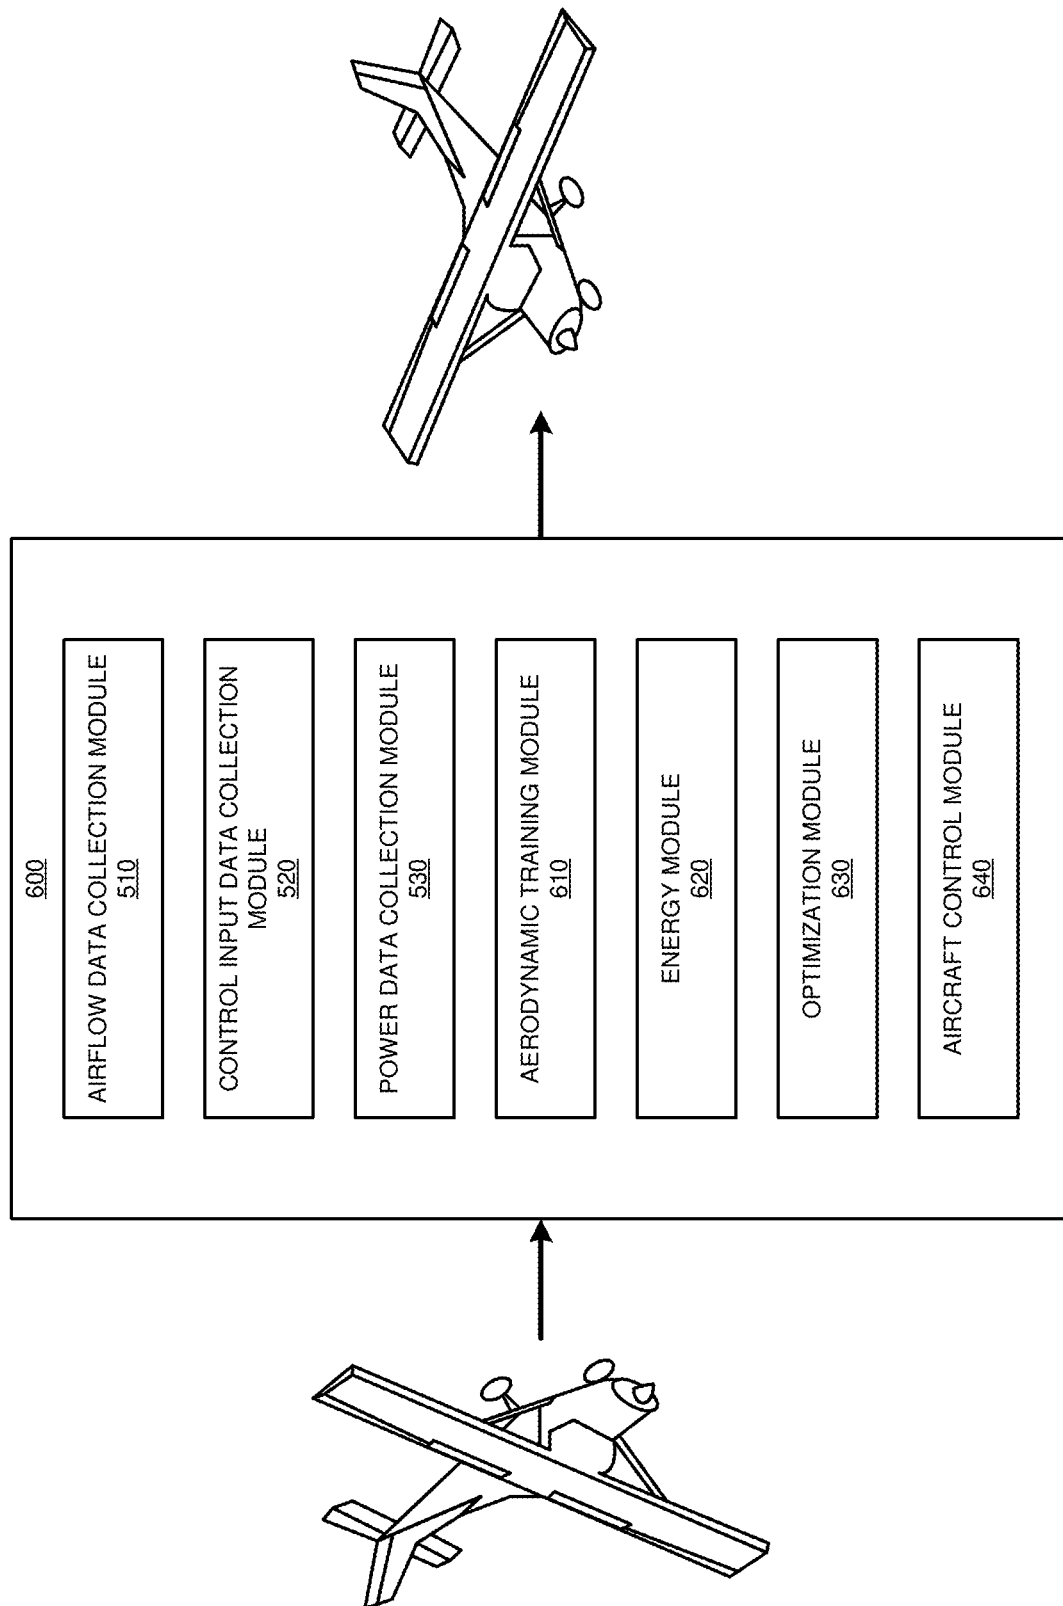 600
AIRFLOW DATA COLLECTION MODULE
510
CONTROL INPUT DATA COLLECTION
MODULE
520
POWER DATA COLLECTION MODULE
530
AERODYNAMIC TRAINING MODULE
610
ENERGY MODULE
620
OPTIMIZATION MODULE
630
AIRCRAFT CONTROL MODULE
640